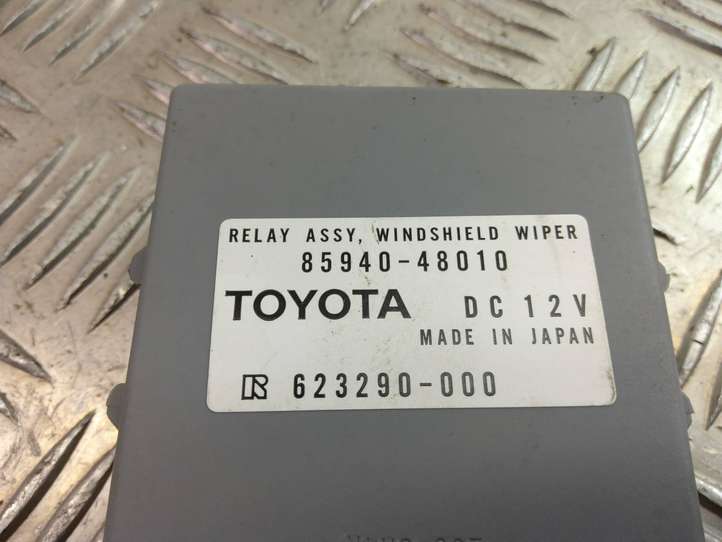 RELAY ASSY, WINDSHIELD WIPER
85940-48010
TOYOTA DC 12V
MADE IN JAPAN
R 623290-000